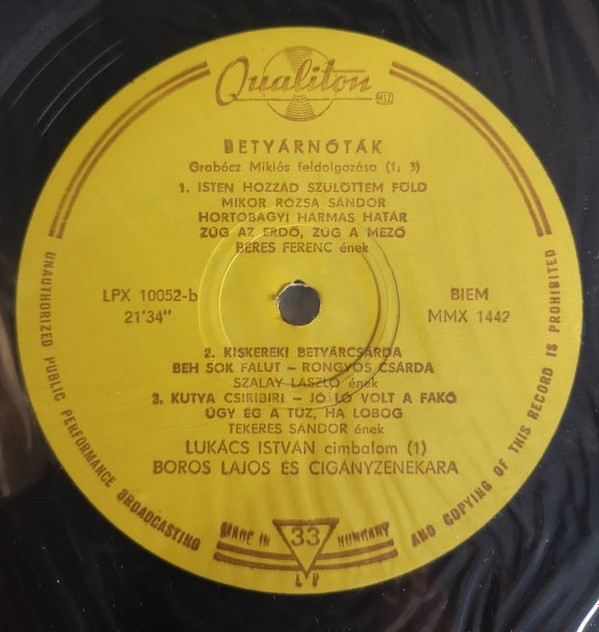 Qualiton
MSZ
BETYÁRNÓTÁK
Grabócz Miklós feldolgozása (1, 3)
1. ISTEN HOZZÁD SZÜLŐTTEM FÖLD
MIKOR RÓZSA SÁNDOR
HORTOBÁGYI HÁRMAS HATÁR
ZÚG AZ ERDŐ, ZÚG A MEZŐ
BÉRES FERENC ének
LPX 10052-b
21'34"
BIEM
MMX 1442
2. KISKEREKI BETYÁRCSÁRDA
BEH SOK FALUT – RONGYOS CSÁRDA
SZALAY LÁSZLÓ ének
3. KUTYA CSIRIBIRI – JÓ LÓ VOLT A FAKÓ
ÚGY ÉG A TŰZ, HA LOBOG
TEKERES SÁNDOR ének
LUKÁCS ISTVÁN cimbalom (1)
BOROS LAJOS ÉS CIGÁNYZENEKARA
UNAUTHORIZED PUBLIC PERFORMANCE BROADCASTING AND COPYING OF THIS RECORD IS PROHIBITED
MADE IN 33 HUNGARY
LP